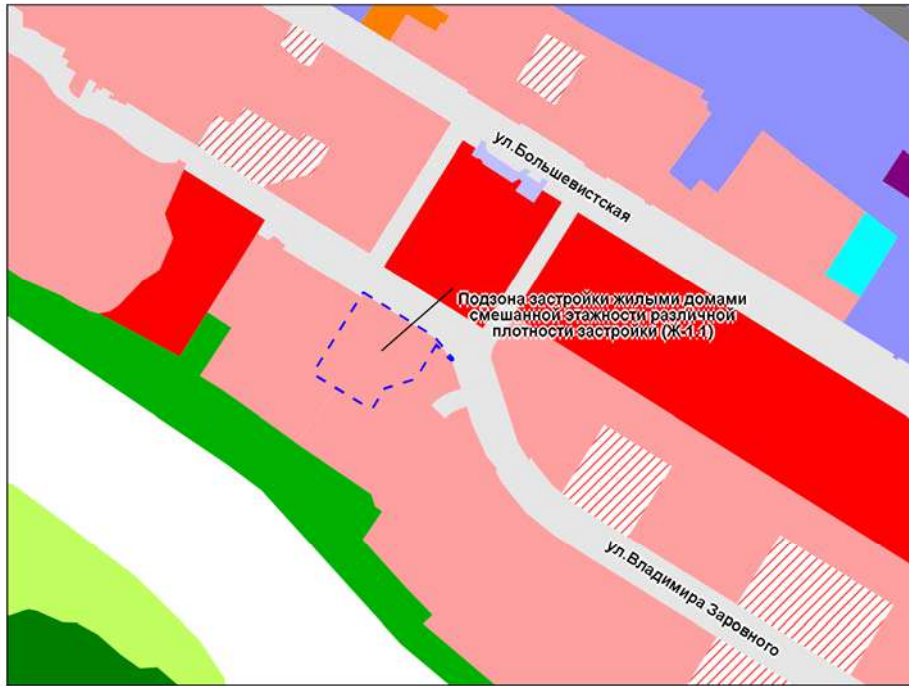 ул.Большевистская
Подзона застройки жилыми домами
смешанной этажности различной
плотности застройки (Ж-1.1)
ул.Владимира Заровного